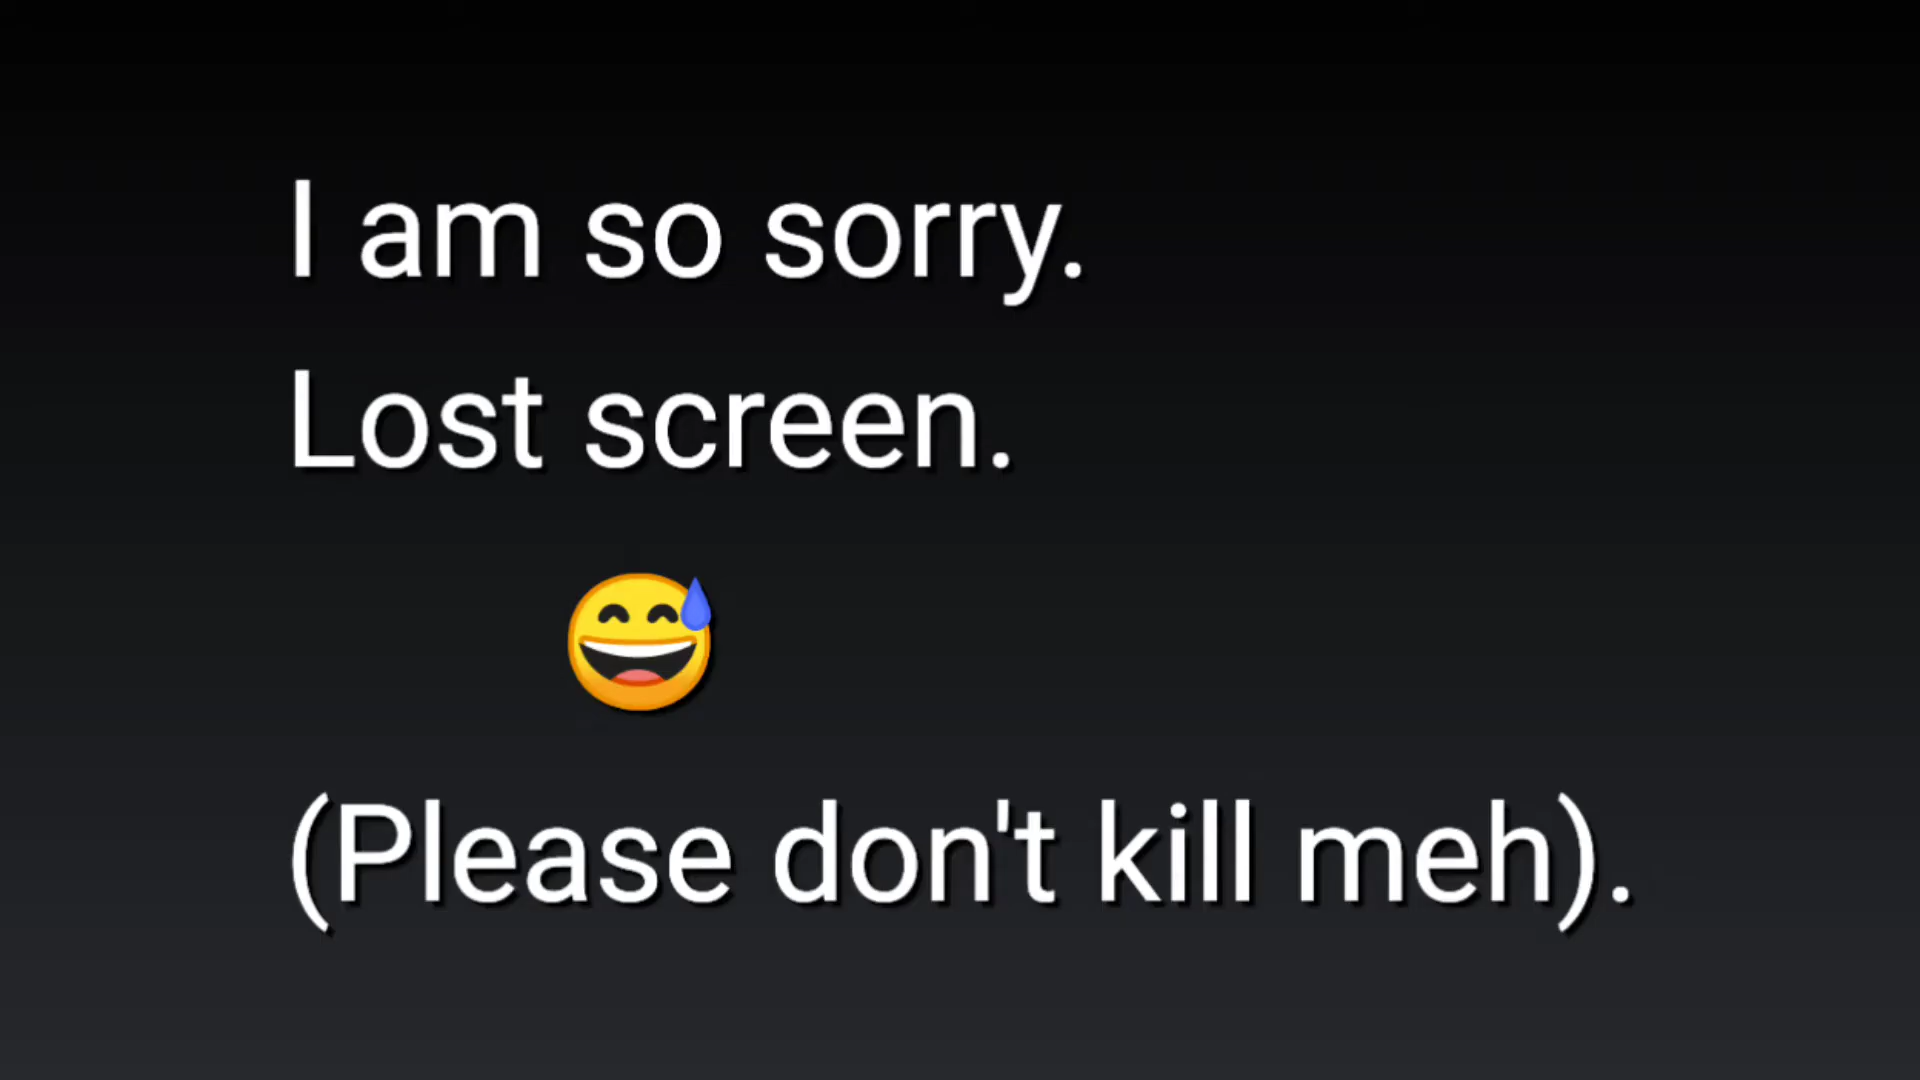 I am so sorry.
Lost screen.
😅
(Please don't kill meh).